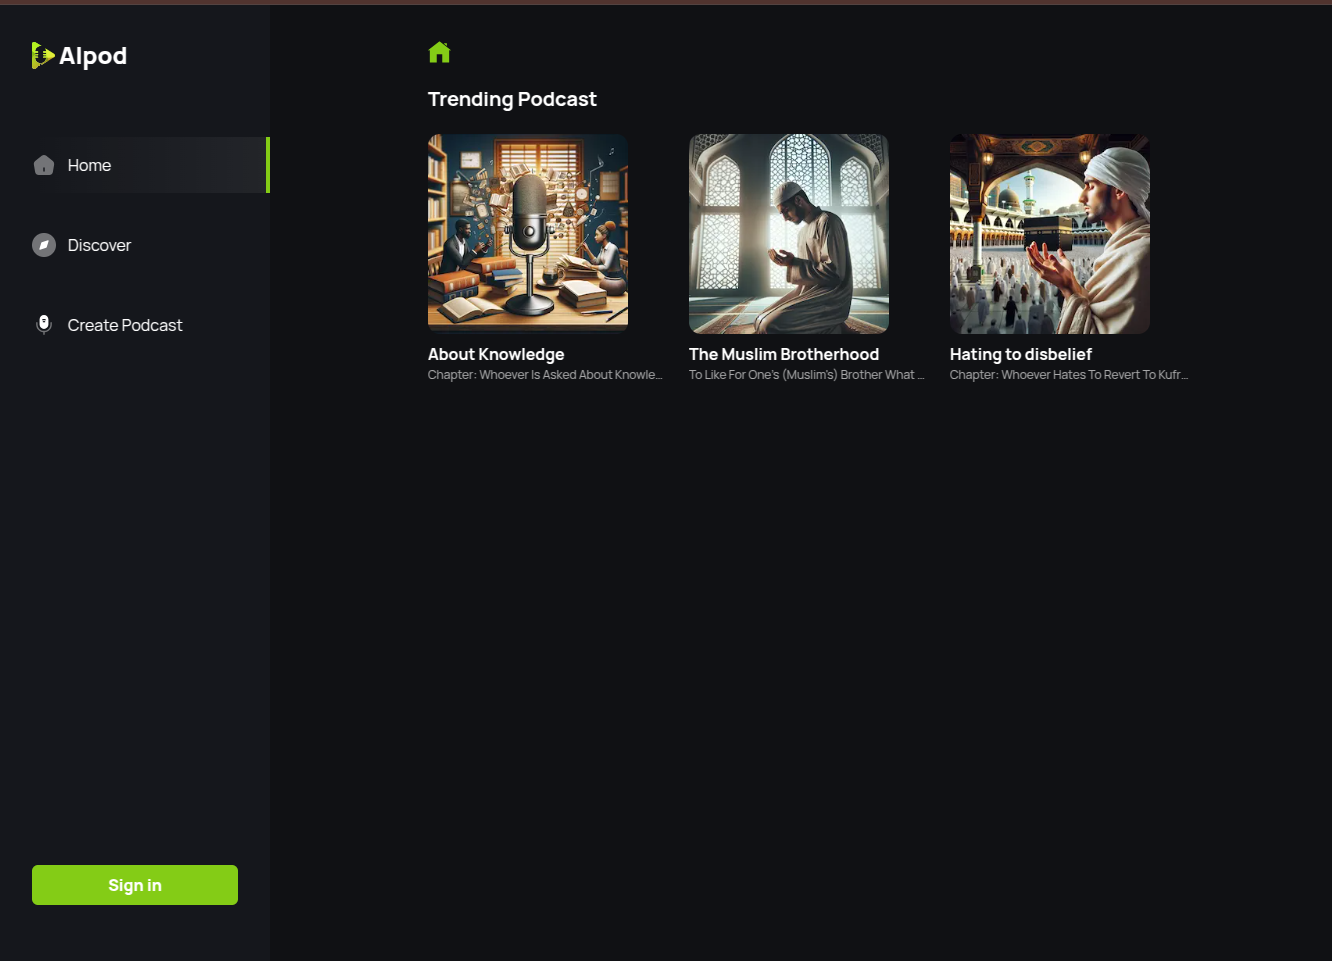 Alpod
Home
Discover
Create Podcast
Sign in
Trending Podcast
About Knowledge
Chapter: Whoever Is Asked About Knowle...
The Muslim Brotherhood
To Like For One's (Muslim's) Brother What ...
Hating to disbelief
Chapter: Whoever Hates To Revert To Kufr...